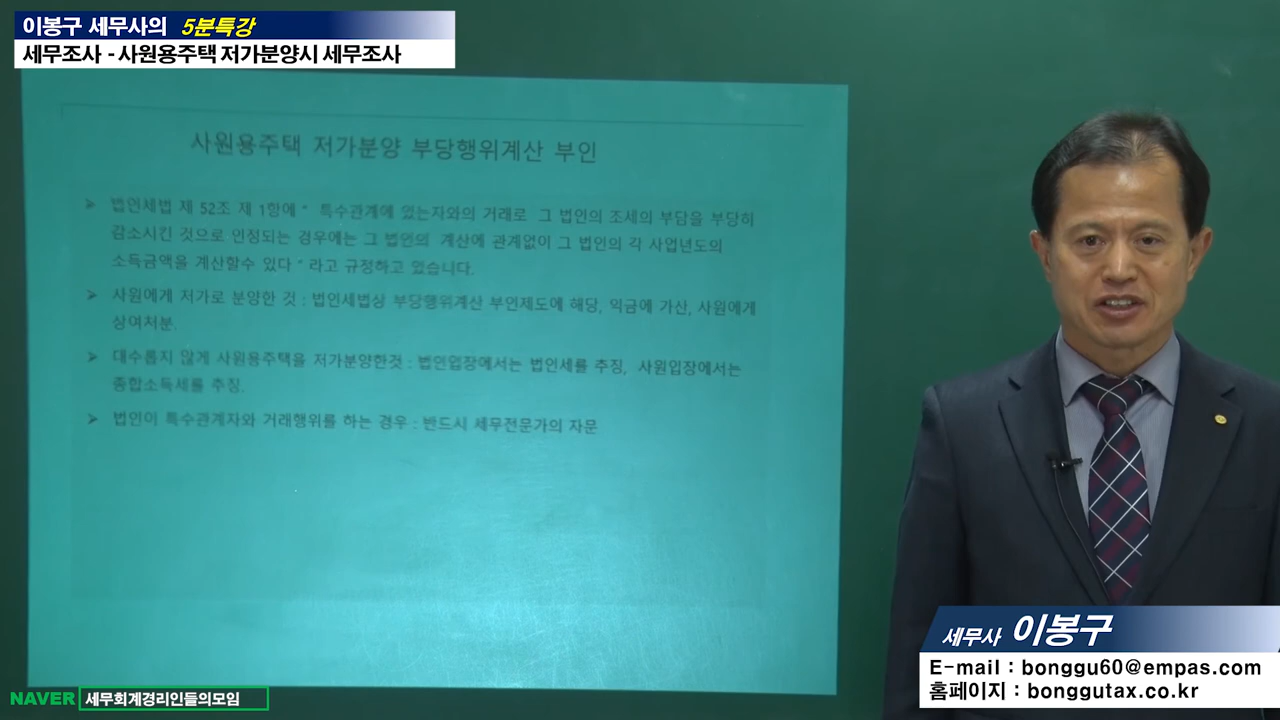 이봉구 세무사의 5분특강
세무조사 - 사원용주택 저가분양시 세무조사
사원용주택 저가분양 부당행위계산 부인
➢ 법인세법 제 52조 제 1항에 " 특수관계에 있는자와의 거래로 그 법인의 조세의 부담을 부당히
감소시킨 것으로 인정되는 경우에는 그 법인의 계산에 관계없이 그 법인의 각 사업년도의
소득금액을 계산할수 있다 " 라고 규정하고 있습니다.
➢ 사원에게 저가로 분양한 것 : 법인세법상 부당행위계산 부인제도에 해당, 익금에 가산, 사원에게
상여처분.
➢ 대수롭지 않게 사원용주택을 저가분양한것 : 법인입장에서는 법인세를 추징, 사원입장에서는
종합소득세를 추징.
➢ 법인이 특수관계자와 거래행위를 하는 경우 : 반드시 세무전문가의 자문
세무사 이봉구
E-mail : bonggu60@empas.com
홈페이지 : bonggutax.co.kr
NAVER 세무회계경리인들의모임